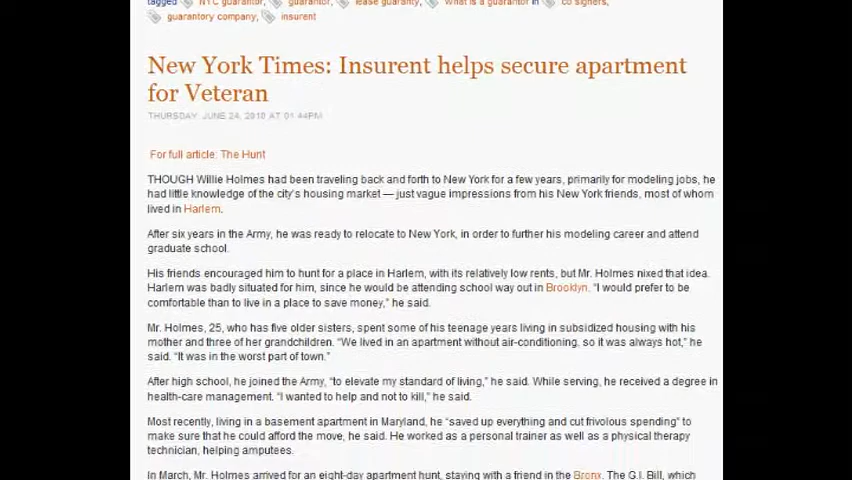 tagged NYC guarantor, guarantor, lease guaranty, what is a guarantor in co signers,
guarantory company, insurent
New York Times: Insurent helps secure apartment
for Veteran
THURSDAY, JUNE 24, 2010 AT 01:44PM
For full article: The Hunt
THOUGH Willie Holmes had been traveling back and forth to New York for a few years, primarily for modeling jobs, he
had little knowledge of the city's housing market — just vague impressions from his New York friends, most of whom
lived in Harlem.
After six years in the Army, he was ready to relocate to New York, in order to further his modeling career and attend
graduate school.
His friends encouraged him to hunt for a place in Harlem, with its relatively low rents, but Mr. Holmes nixed that idea.
Harlem was badly situated for him, since he would be attending school way out in Brooklyn. "I would prefer to be
comfortable than to live in a place to save money," he said.
Mr. Holmes, 25, who has five older sisters, spent some of his teenage years living in subsidized housing with his
mother and three of her grandchildren. "We lived in an apartment without air-conditioning, so it was always hot," he
said. "It was in the worst part of town."
After high school, he joined the Army, "to elevate my standard of living," he said. While serving, he received a degree in
health-care management. "I wanted to help and not to kill," he said.
Most recently, living in a basement apartment in Maryland, he "saved up everything and cut frivolous spending" to
make sure that he could afford the move, he said. He worked as a personal trainer as well as a physical therapy
technician, helping amputees.
In March, Mr. Holmes arrived for an eight-day apartment hunt, staying with a friend in the Bronx. The G.I. Bill, which